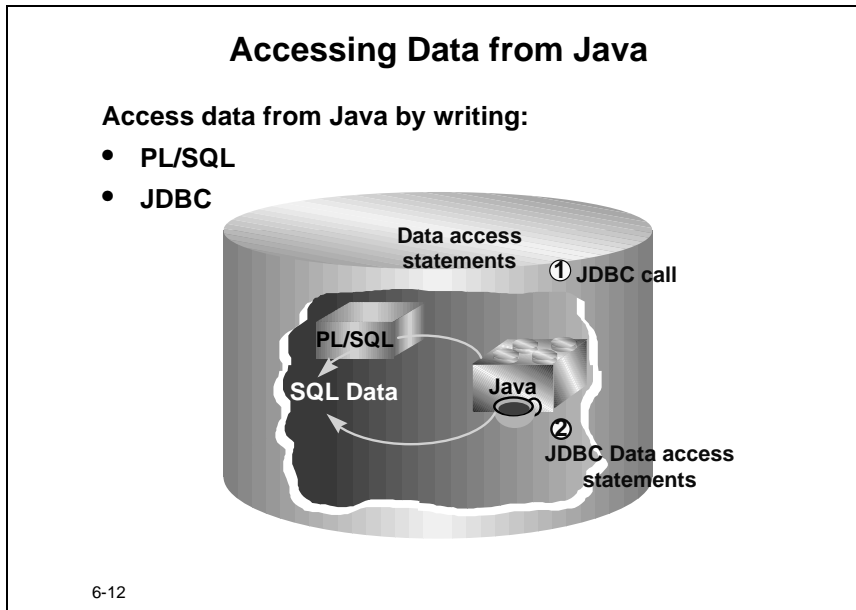 Accessing Data from Java
Access data from Java by writing:
• PL/SQL
• JDBC
Data access
statements
1 JDBC call
PL/SQL
SQL Data
Java
2
JDBC Data access
statements
6-12